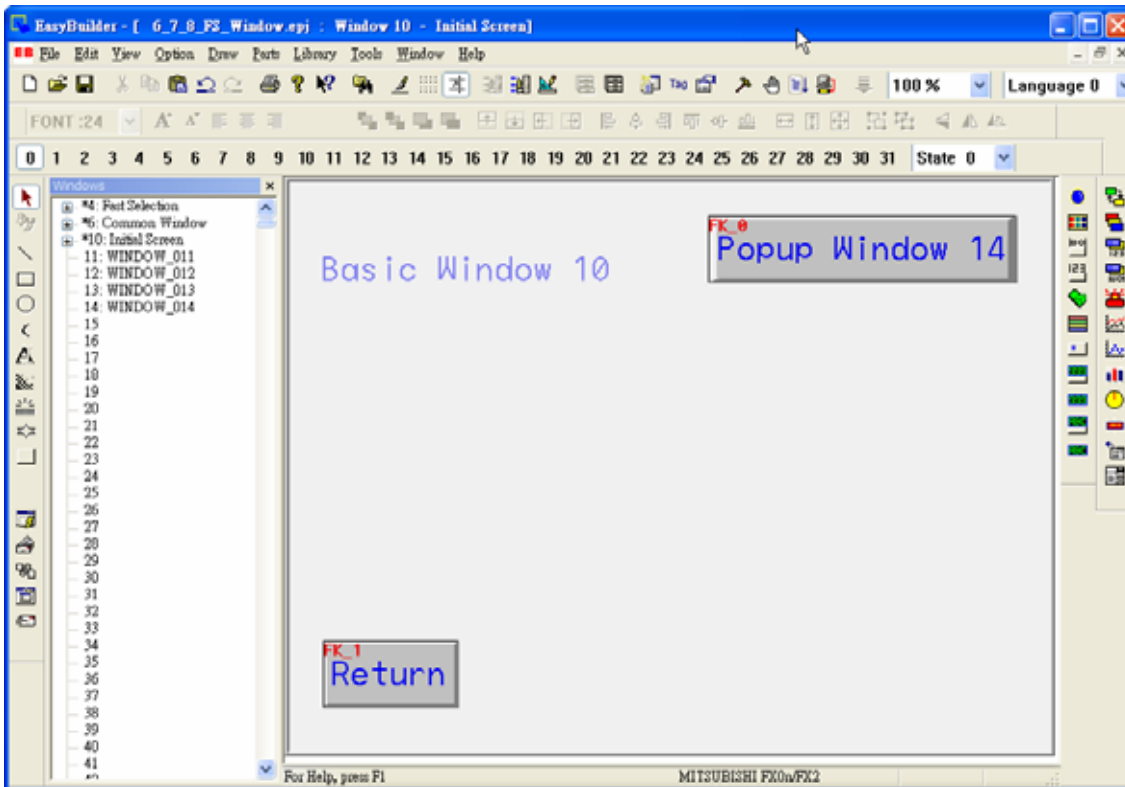 EasyBuilder - [ 6_7_8_FS_Window.epj : Window 10 - Initial Screen]
File Edit View Option Draw Parts Library Tools Window Help
100 % Language 0
FONT :24
0 1 2 3 4 5 6 7 8 9 10 11 12 13 14 15 16 17 18 19 20 21 22 23 24 25 26 27 28 29 30 31 State 0
Windows
*4: Fast Selection
*6: Common Window
*10: Initial Screen
11: WINDOW_011
12: WINDOW_012
13: WINDOW_013
14: WINDOW_014
15
16
17
18
19
20
21
22
23
24
25
26
27
28
29
30
31
32
33
34
35
36
37
38
39
40
41
FK_0
Popup Window 14
Basic Window 10
FK_1
Return
For Help, press F1 MITSUBISHI FX0n/FX2